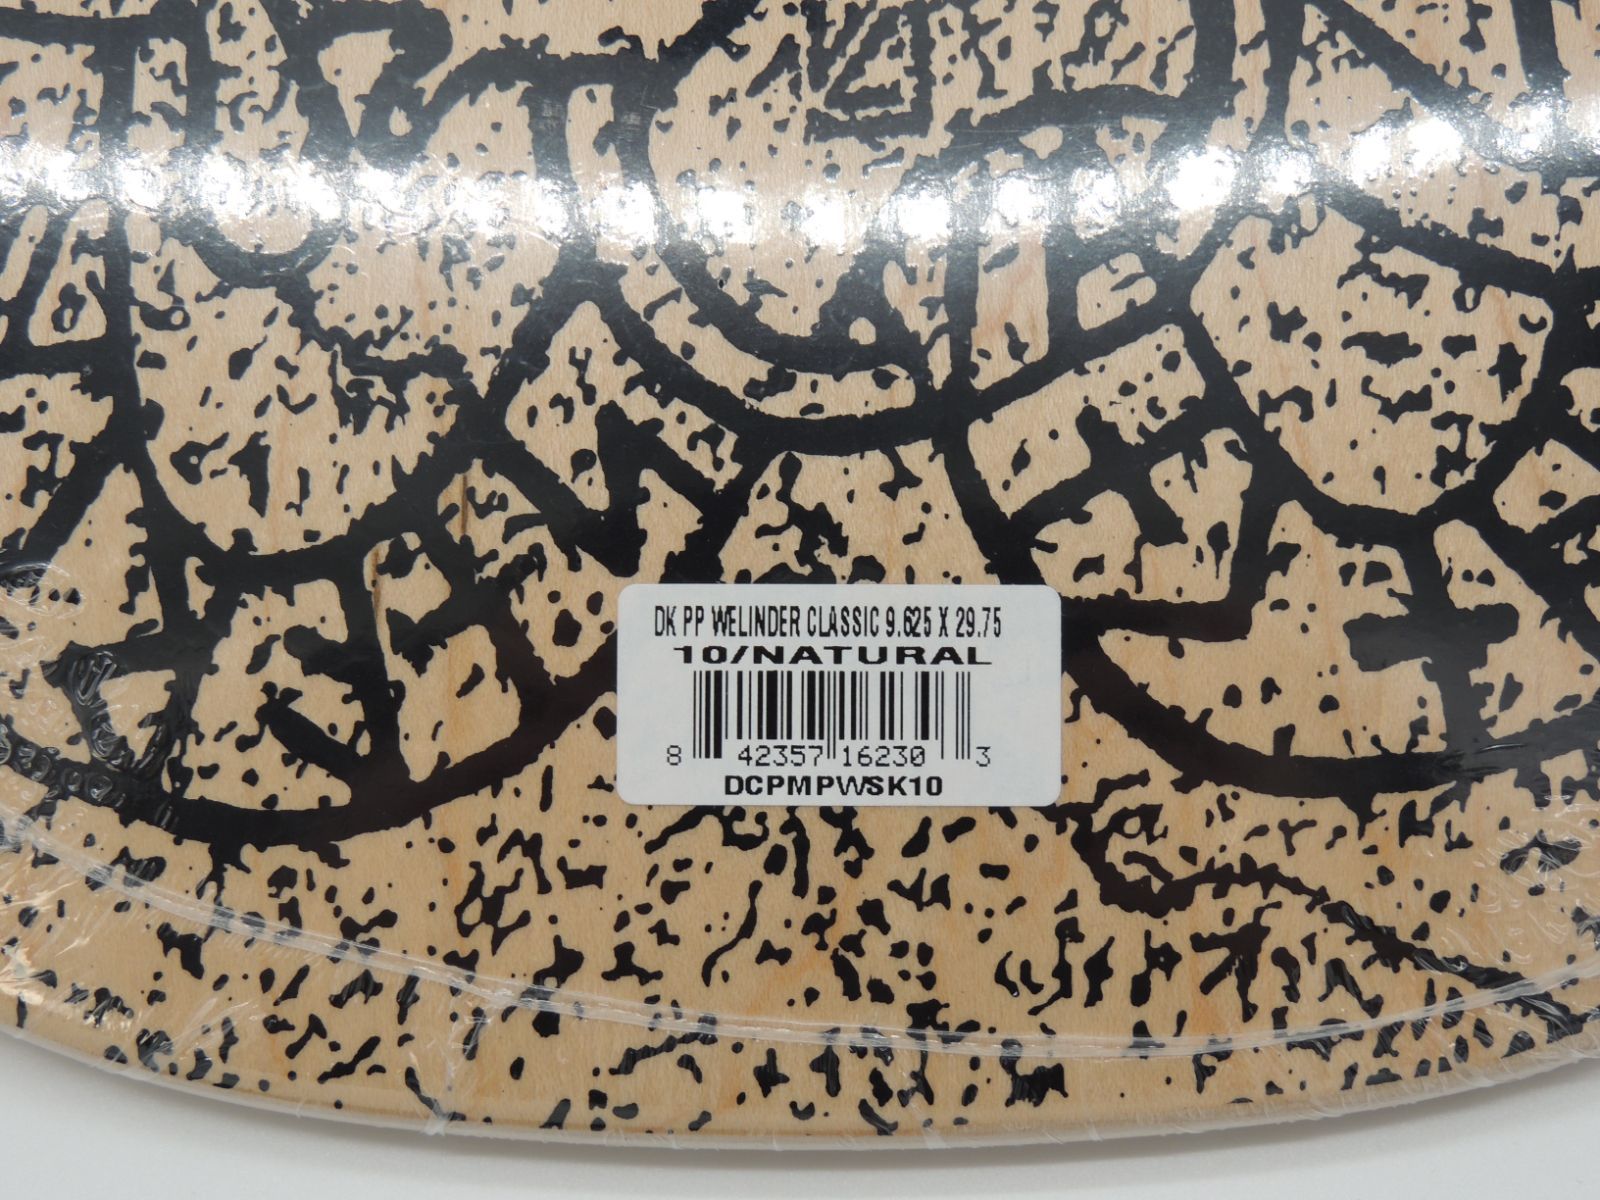 DK PP WELINDER CLASSIC 9.625 X 29.75
10/NATURAL
8 42357 16230 3
DCPMPWSK10